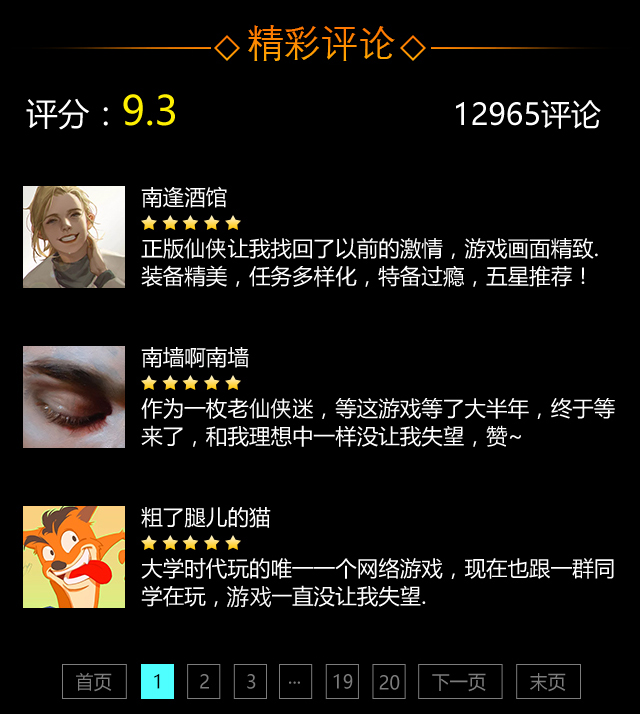 精彩评论
评分：9.3
12965评论
南逢酒馆
正版仙侠让我找回了以前的激情，游戏画面精致.
装备精美，任务多样化，特备过瘾，五星推荐！
南墙啊南墙
作为一枚老仙侠迷，等这游戏等了大半年，终于等
来了，和我理想中一样没让我失望，赞~
粗了腿儿的猫
大学时代玩的唯一一个网络游戏，现在也跟一群同
学在玩，游戏一直没让我失望.
首页 1 2 3 ... 19 20 下一页 末页